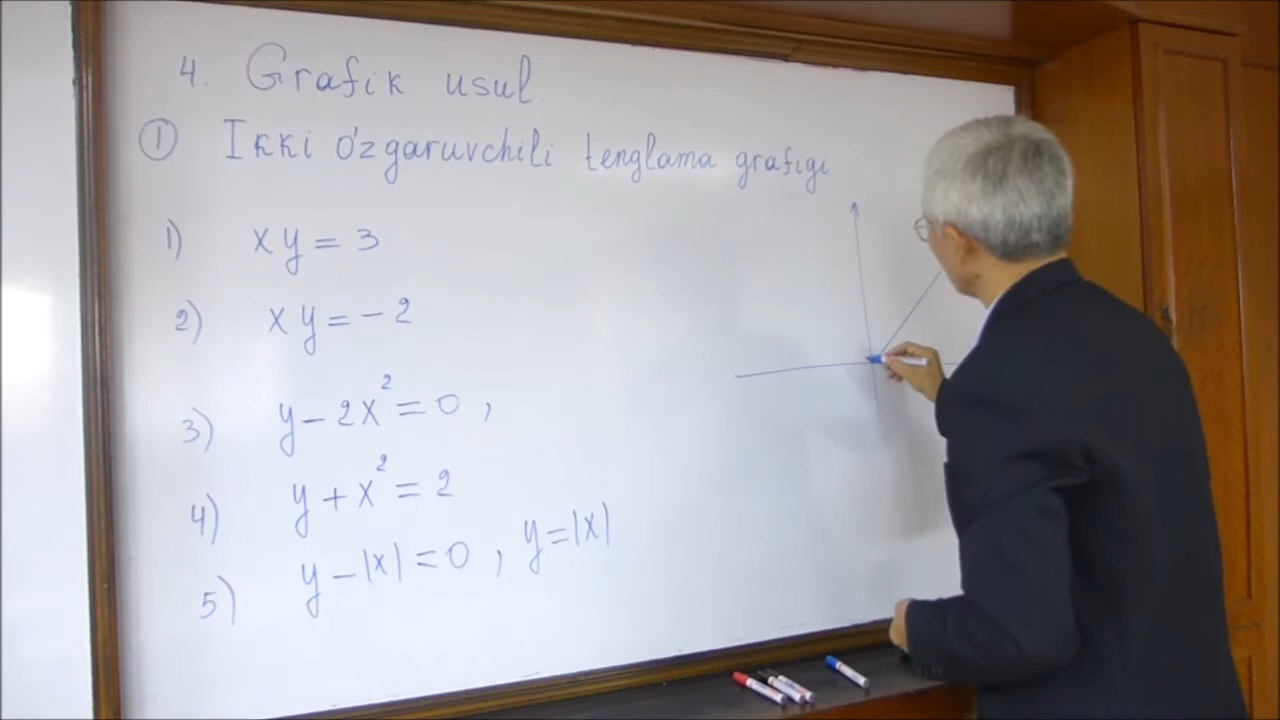 4. Grafik usul.
① Ikki o'zgaruvchili tenglama grafigi
1) xy = 3
2) xy = -2
3) y - 2x² = 0 ,
4) y + x² = 2
5) y - |x| = 0 , y = |x|